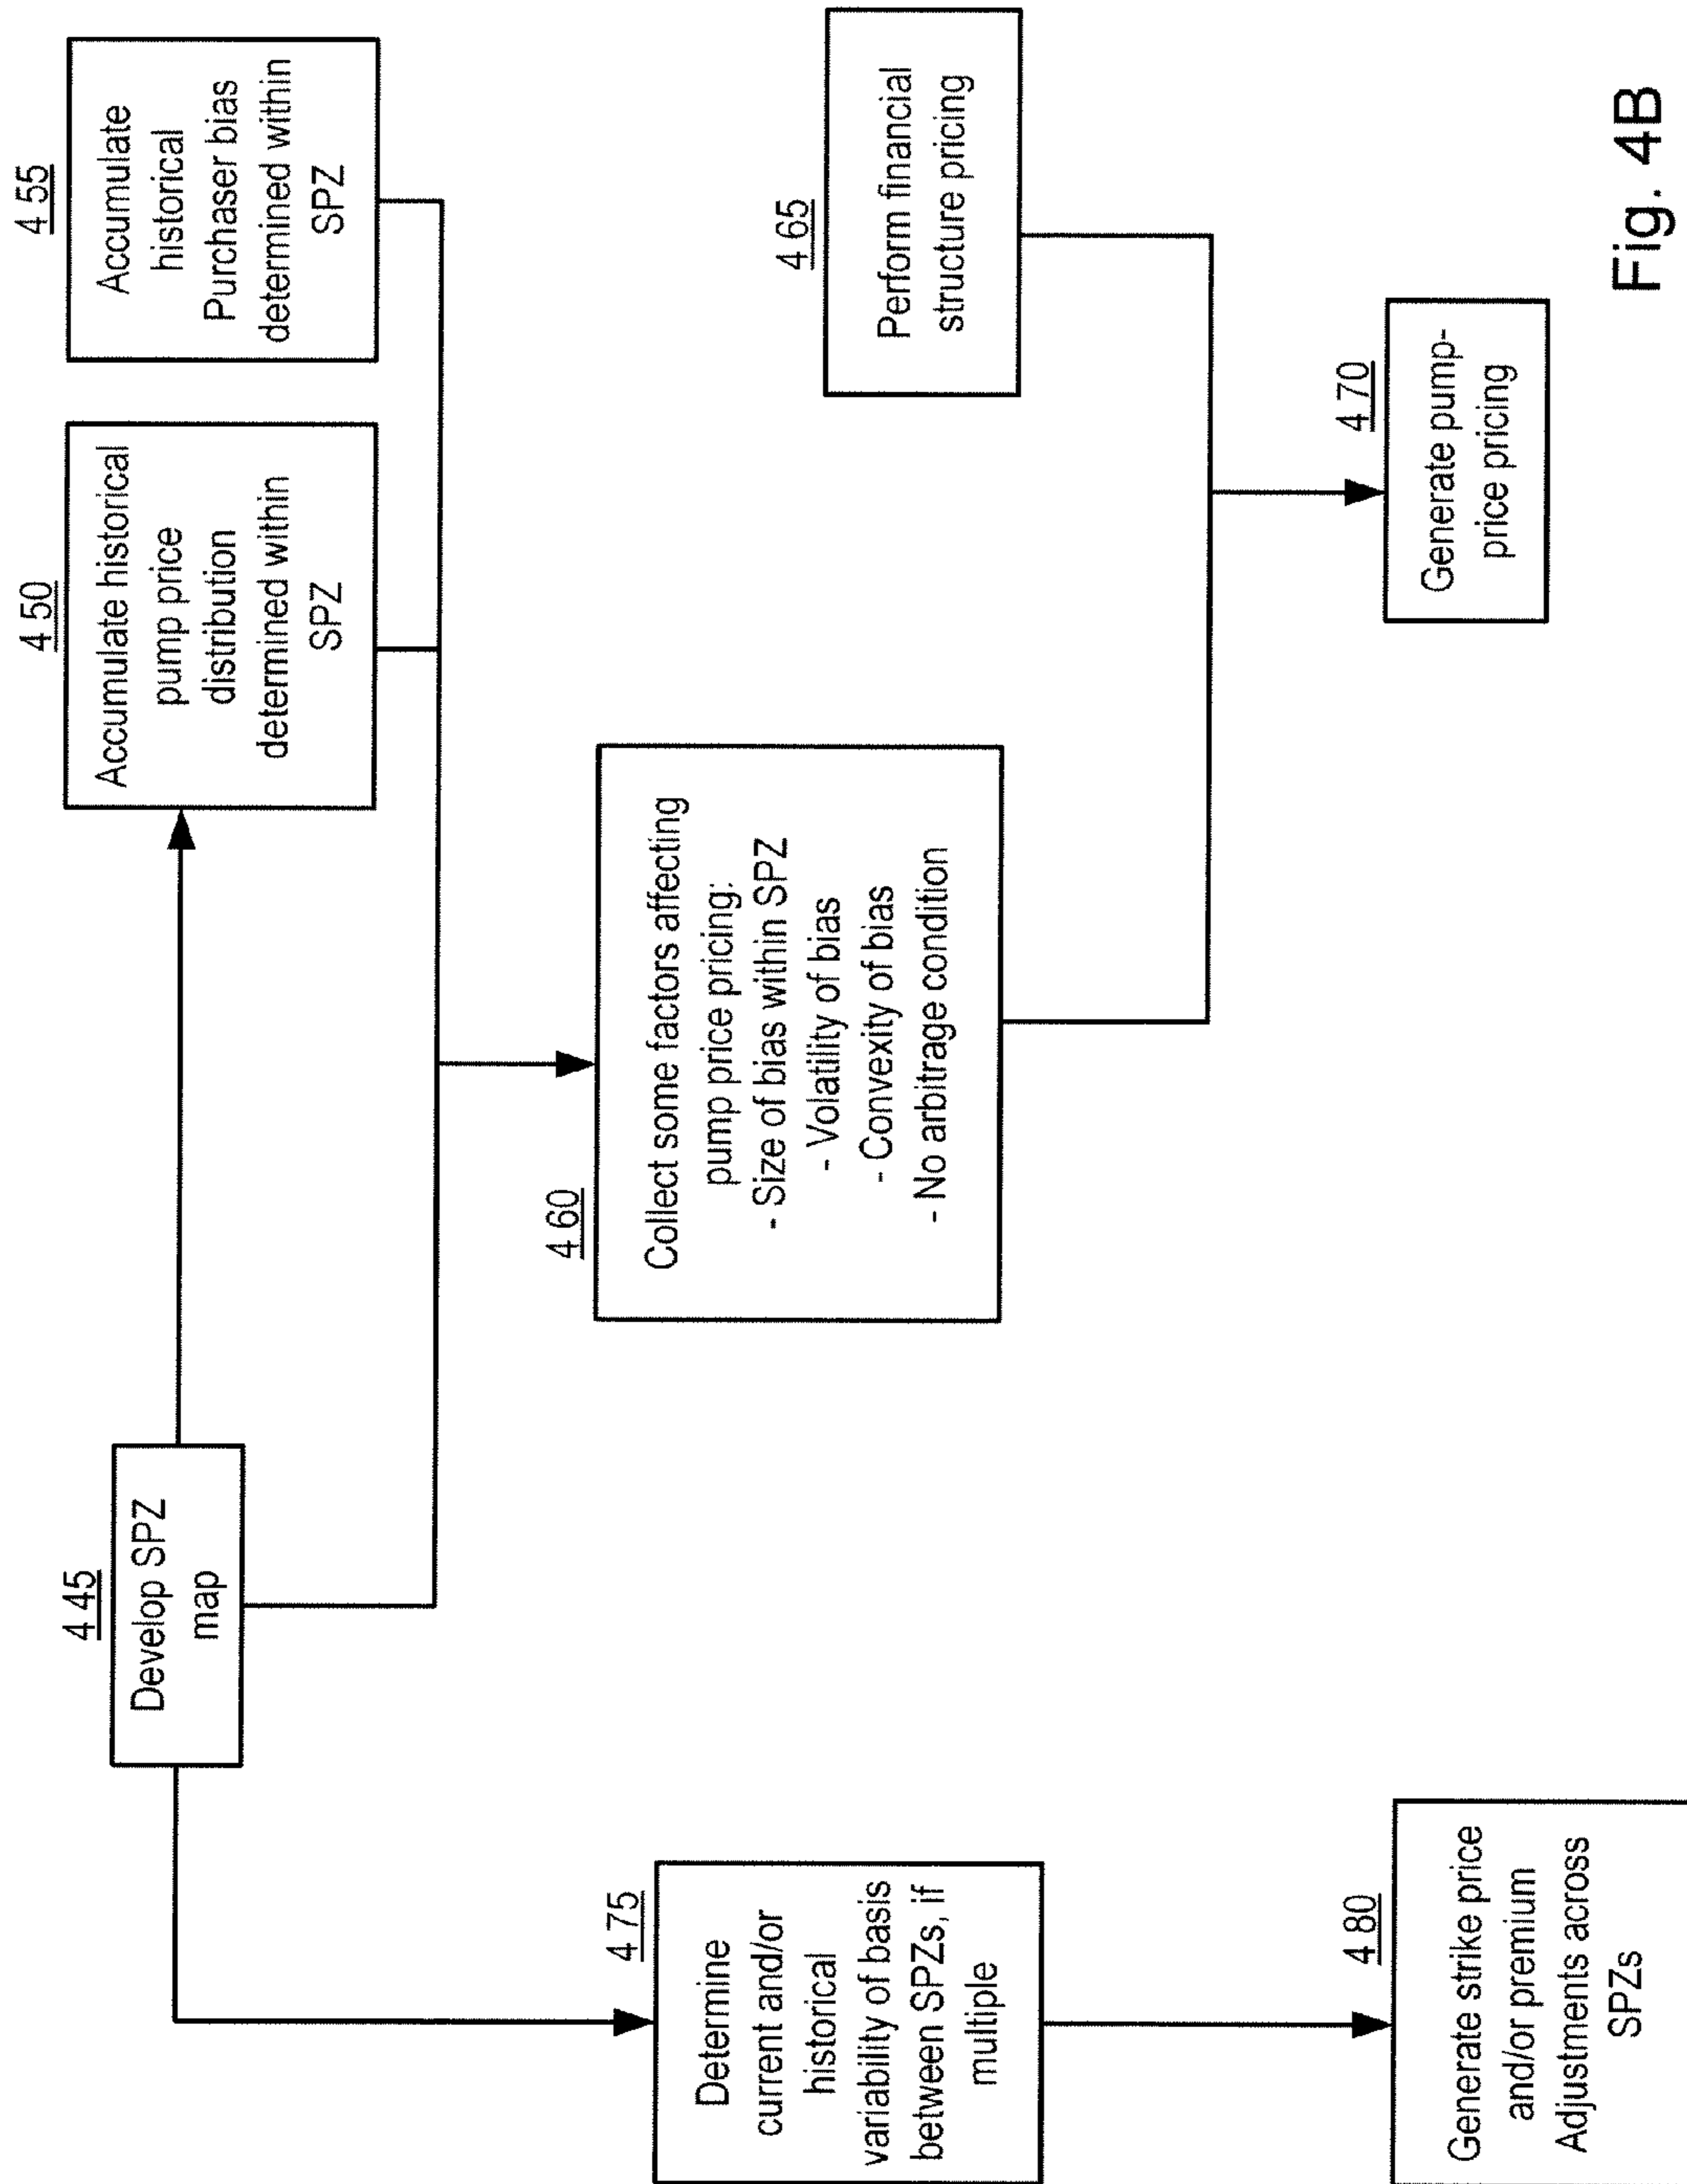 4 45
Develop SPZ
map
4 50
Accumulate historical
pump price
distribution
determined within
SPZ
4 55
Accumulate
historical
Purchaser bias
determined within
SPZ
4 60
Collect some factors affecting
pump price pricing:
- Size of bias within SPZ
- Volatility of bias
- Convexity of bias
- No arbitrage condition
4 65
Perform financial
structure pricing
4 75
Determine
current and/or
historical
variability of basis
between SPZs, if
multiple
4 70
Generate pump-
price pricing
4 80
Generate strike price
and/or premium
Adjustments across
SPZs
Fig. 4B